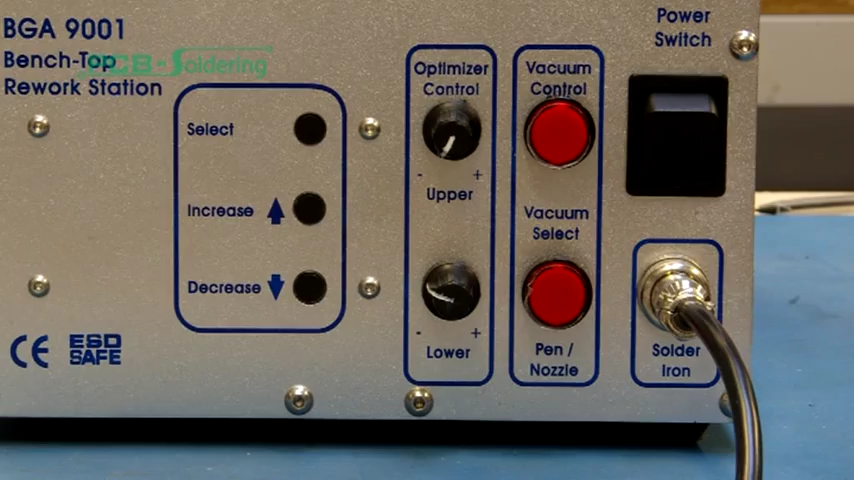 BGA 9001
Bench-Top
Rework Station
PCB-Soldering
Select
Increase
Decrease
CE ESD
SAFE
Optimizer
Control
- +
Upper
- +
Lower
Vacuum
Control
Vacuum
Select
Pen /
Nozzle
Power
Switch
Solder
Iron